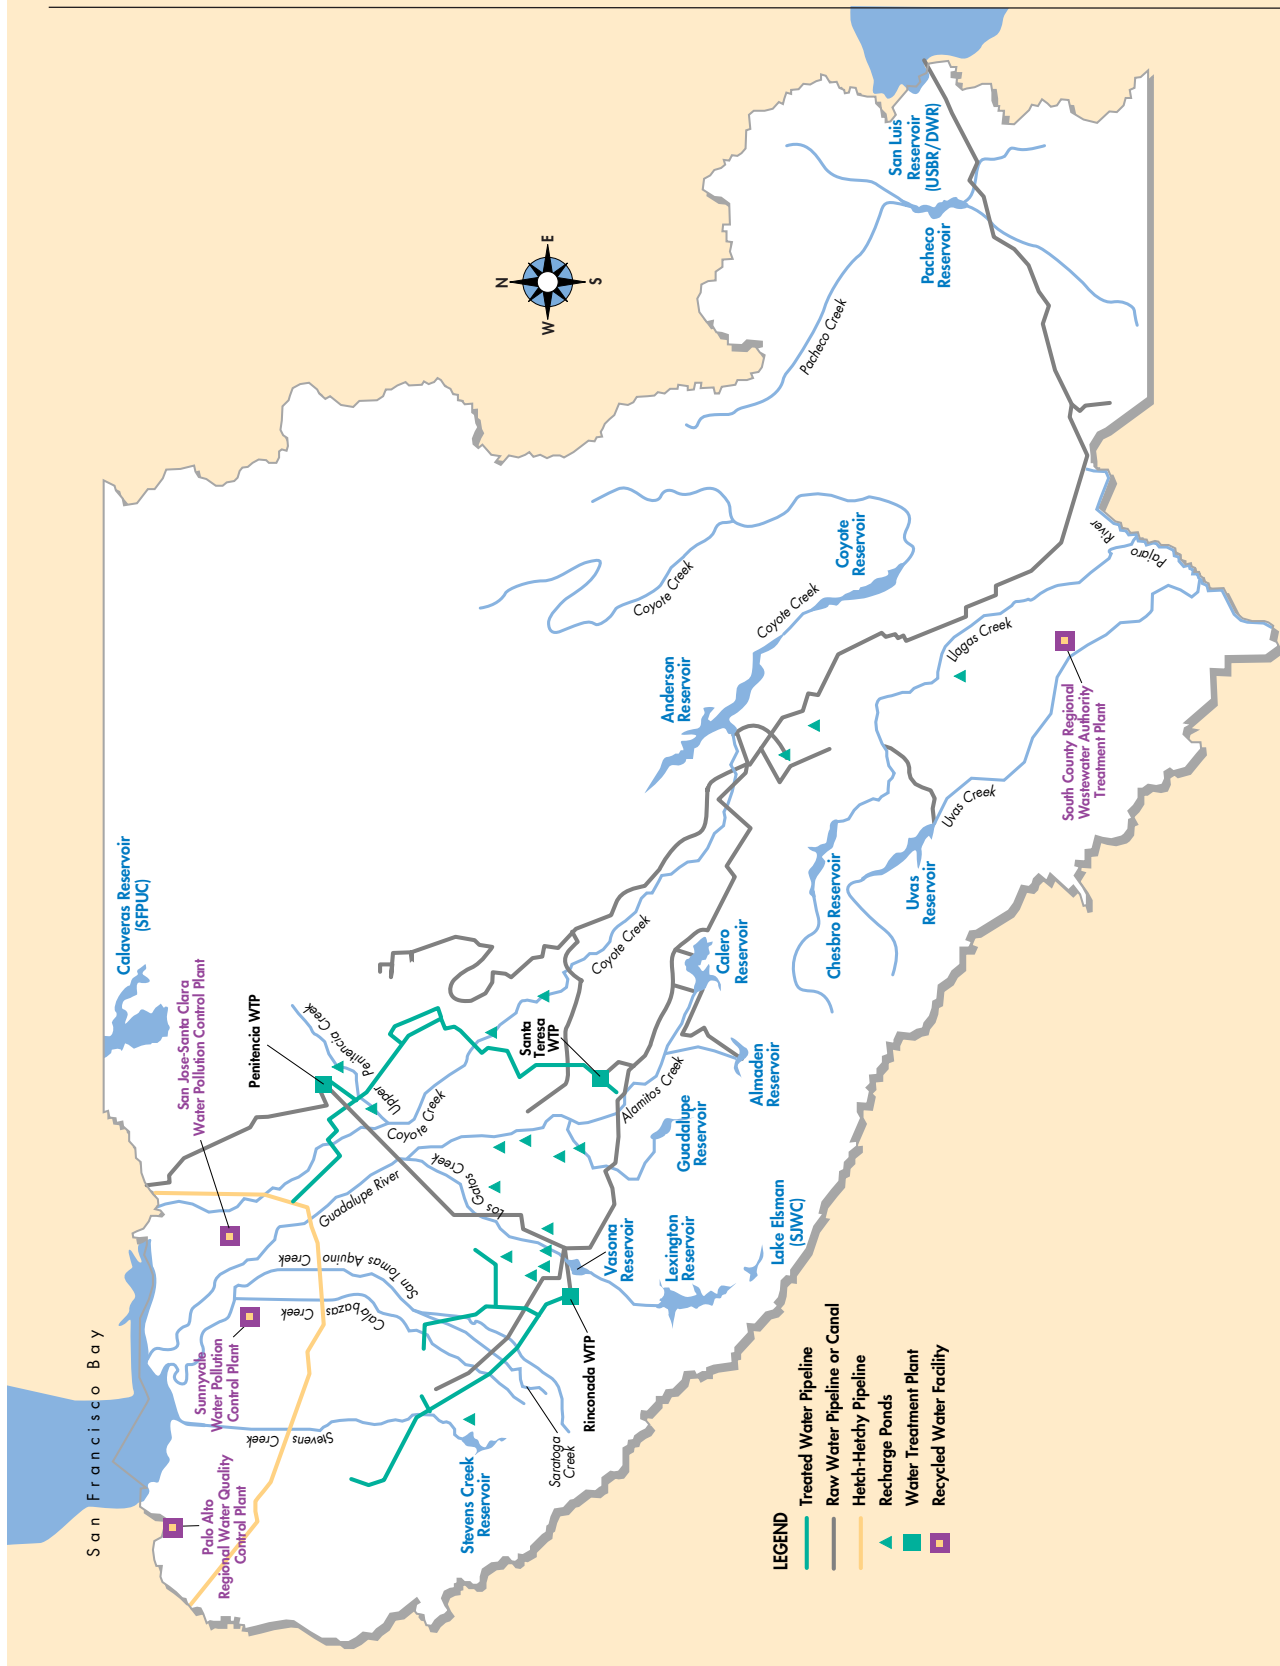 San Francisco Bay
Palo Alto
Regional Water Quality
Control Plant
Sunnyvale
Water Pollution
Control Plant
San Jose-Santa Clara
Water Pollution Control Plant
Calaveras Reservoir
(SFPUC)
Penitencia WTP
Stevens Creek
Calabazas Creek
San Tomas Aquino Creek
Guadalupe River
Los Gatos Creek
Coyote Creek
Upper Penitencia Creek
Stevens Creek
Reservoir
Saratoga
Creek
Rinconada WTP
Vasona
Reservoir
Lexington
Reservoir
Lake Elsman
(SJWC)
Guadalupe
Reservoir
Alamitos Creek
Almaden
Reservoir
Santa
Teresa
WTP
Calero
Reservoir
Coyote Creek
Chesbro Reservoir
Uvas
Reservoir
Uvas Creek
Llagas Creek
South County Regional
Wastewater Authority
Treatment Plant
Anderson
Reservoir
Coyote Creek
Coyote
Reservoir
Coyote Creek
Pajaro
River
Pacheco Creek
Pacheco
Reservoir
San Luis
Reservoir
(USBR/DWR)
N
E
S
W
LEGEND
Treated Water Pipeline
Raw Water Pipeline or Canal
Hetch-Hetchy Pipeline
Recharge Ponds
Water Treatment Plant
Recycled Water Facility